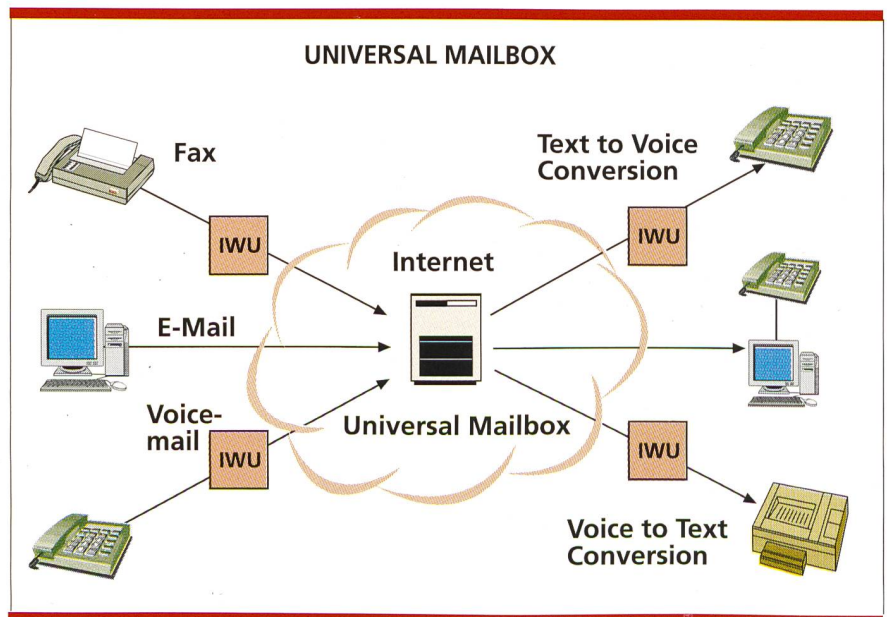 UNIVERSAL MAILBOX
Fax
Text to Voice
Conversion
IWU
IWU
Internet
E-Mail
Voice-
mail
Universal Mailbox
IWU
IWU
Voice to Text
Conversion